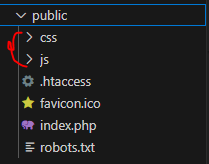 public
css
js
.htaccess
favicon.ico
index.php
robots.txt